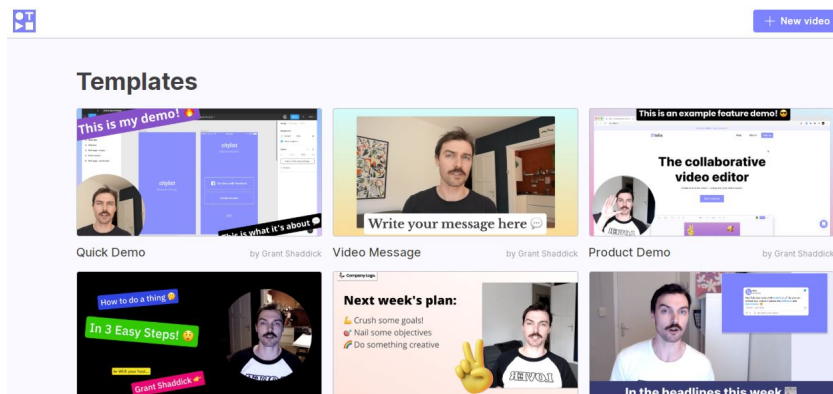 New video
Templates
This is my demo! 🔥
stylist
stylist
This is what it's about 💬
Write your message here 💬
This is an example feature demo! 😎
The collaborative
video editor
Quick Demo
by Grant Shaddick
Video Message
by Grant Shaddick
Product Demo
by Grant Shaddick
How to do a thing 🤔
In 3 Easy Steps! 😌
Grant Shaddick
Company Logo
Next week's plan:
💪 Crush some goals!
🎯 Nail some objectives
🌈 Do something creative
In the headlines this week 📰